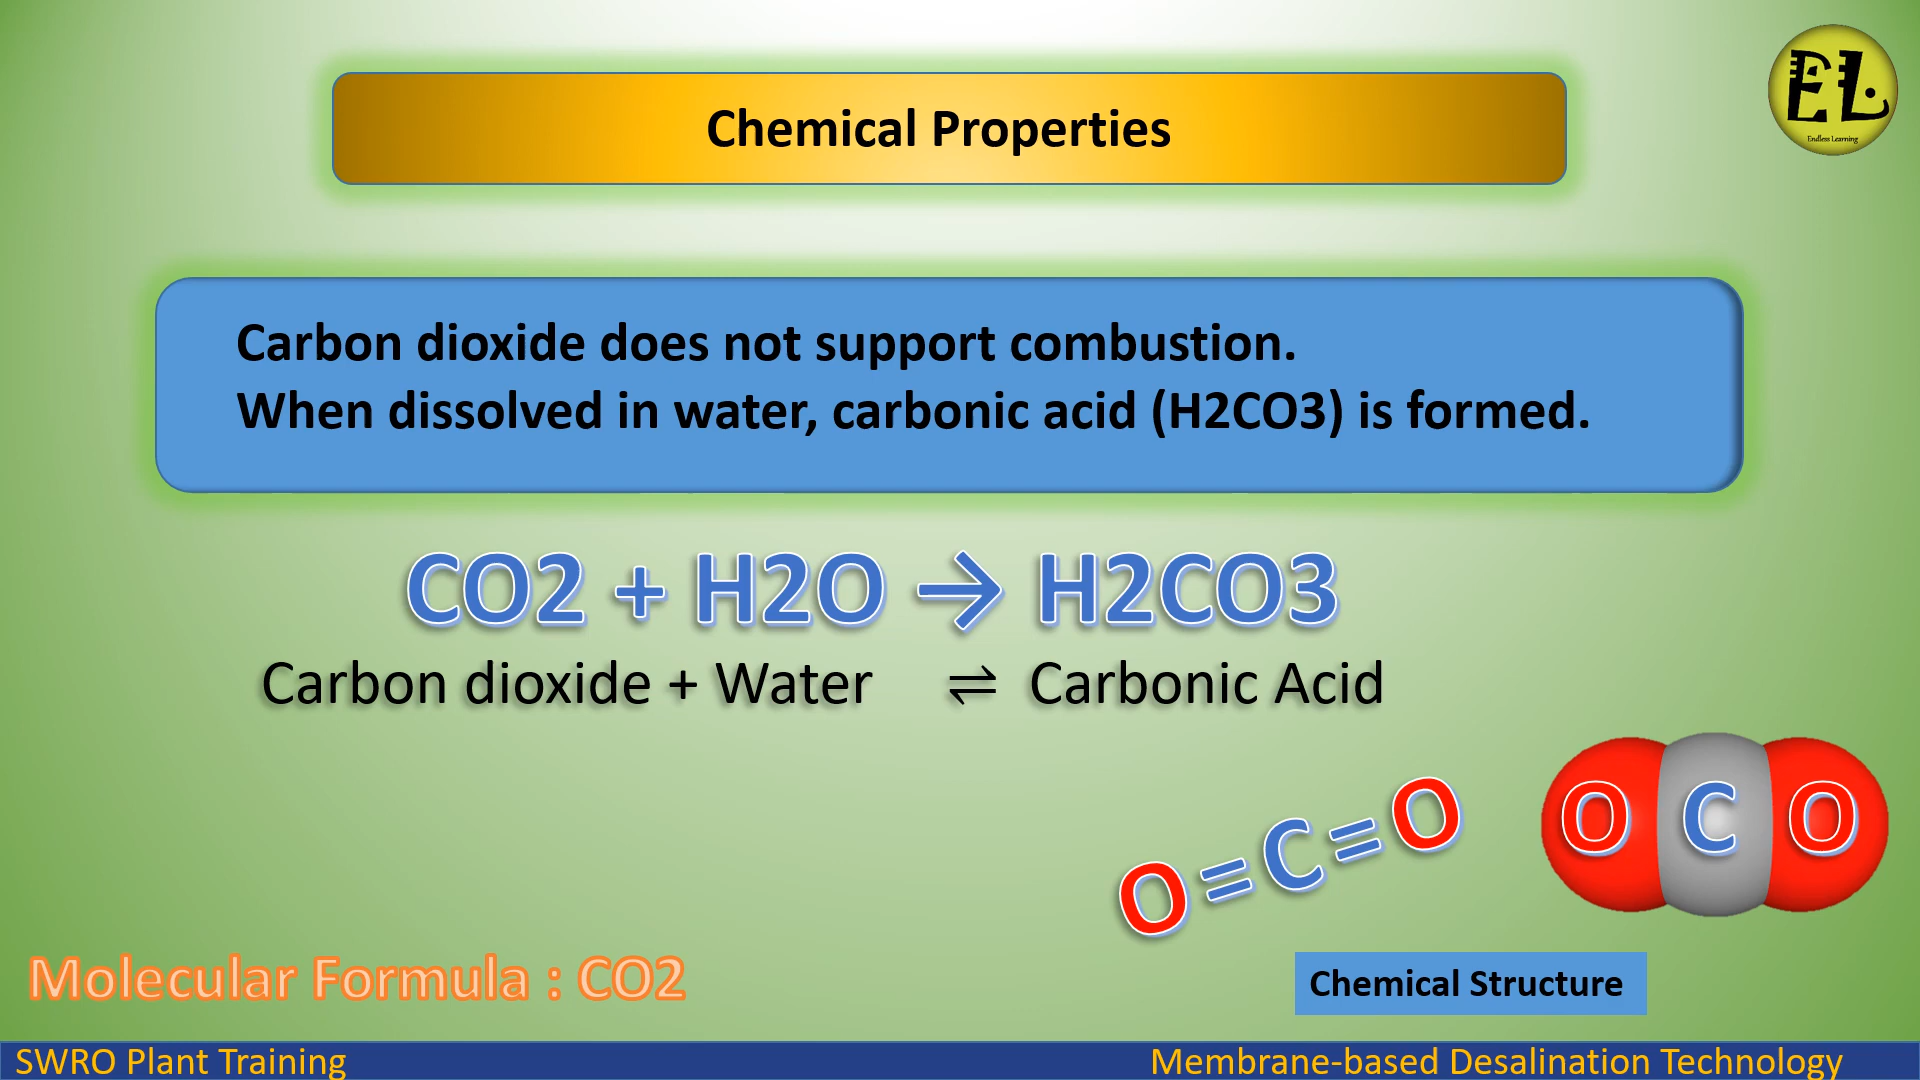 EL.
Endless Learning
Chemical Properties
Carbon dioxide does not support combustion.
When dissolved in water, carbonic acid (H2CO3) is formed.
CO2 + H2O → H2CO3
Carbon dioxide + Water ⇌ Carbonic Acid
O=C=O
O C O
Chemical Structure
Molecular Formula : CO2
SWRO Plant Training
Membrane-based Desalination Technology